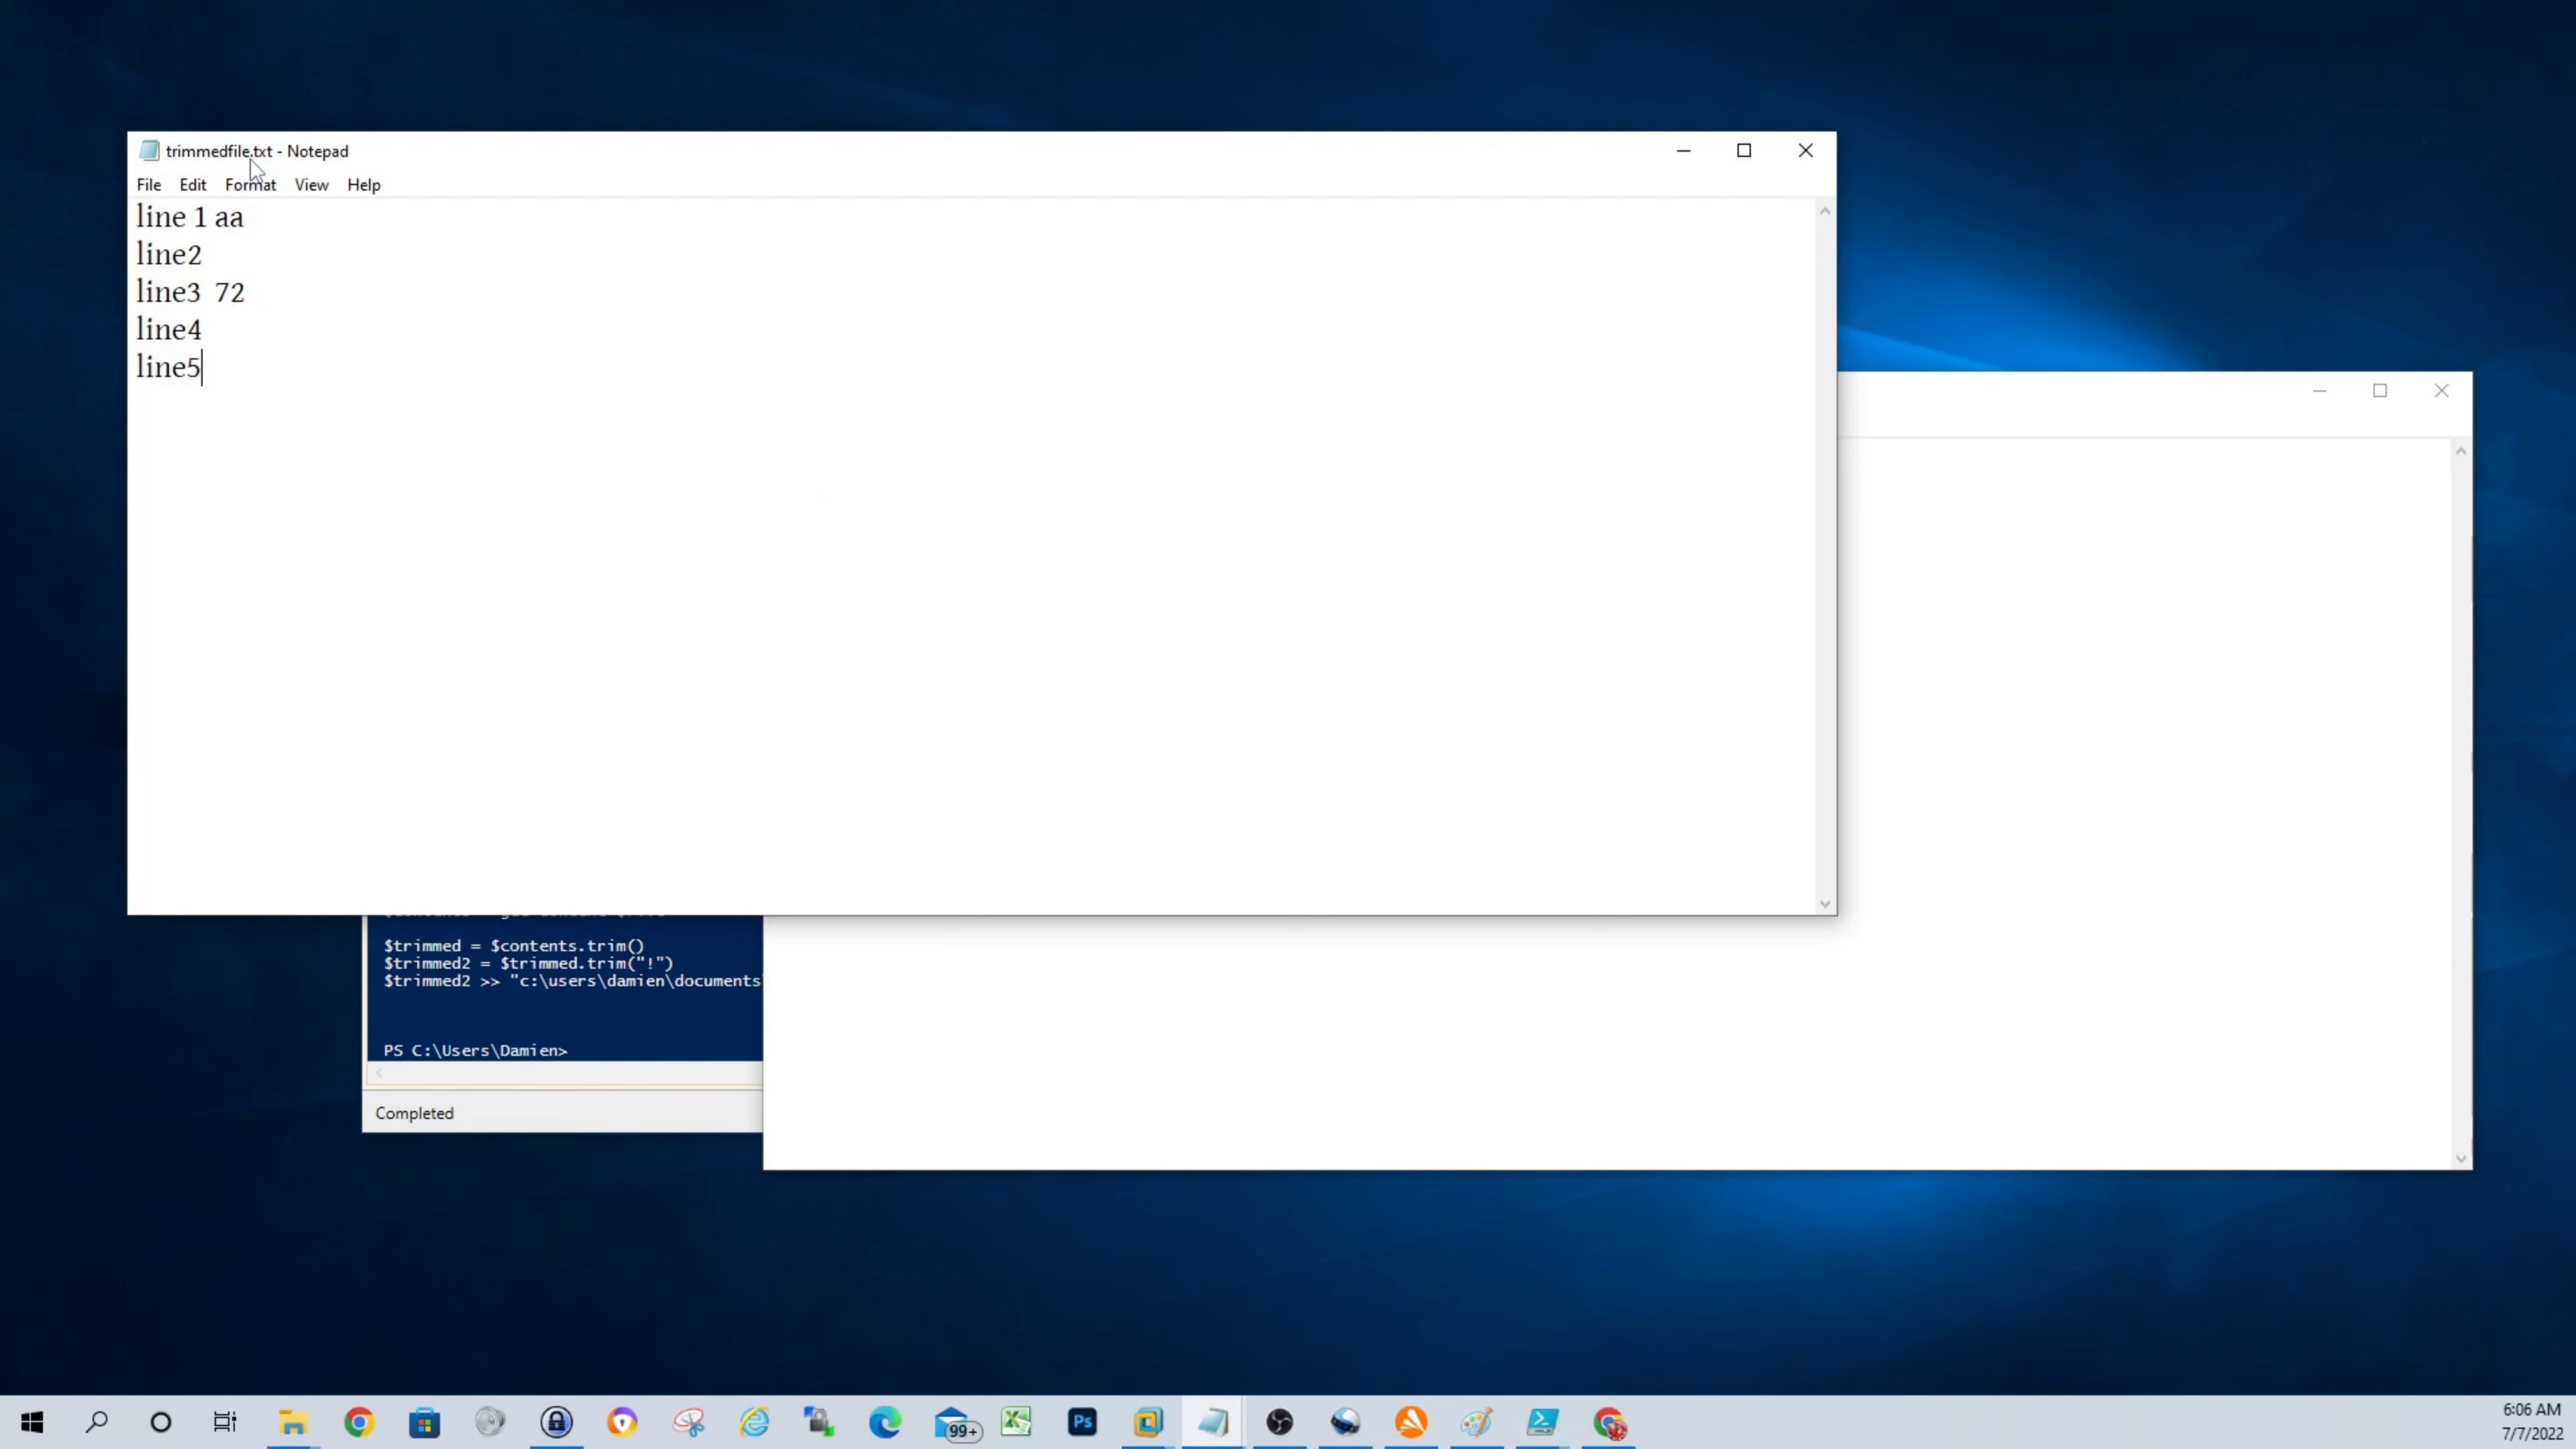 trimmedfile.txt - Notepad
File Edit Format View Help
line 1 aa
line2
line3  72
line4
line5
$trimmed = $contents.trim()
$trimmed2 = $trimmed.trim("!")
$trimmed2 >> "c:\users\damien\documents
PS C:\Users\Damien>
Completed
99+
Ps
6:06 AM
7/7/2022